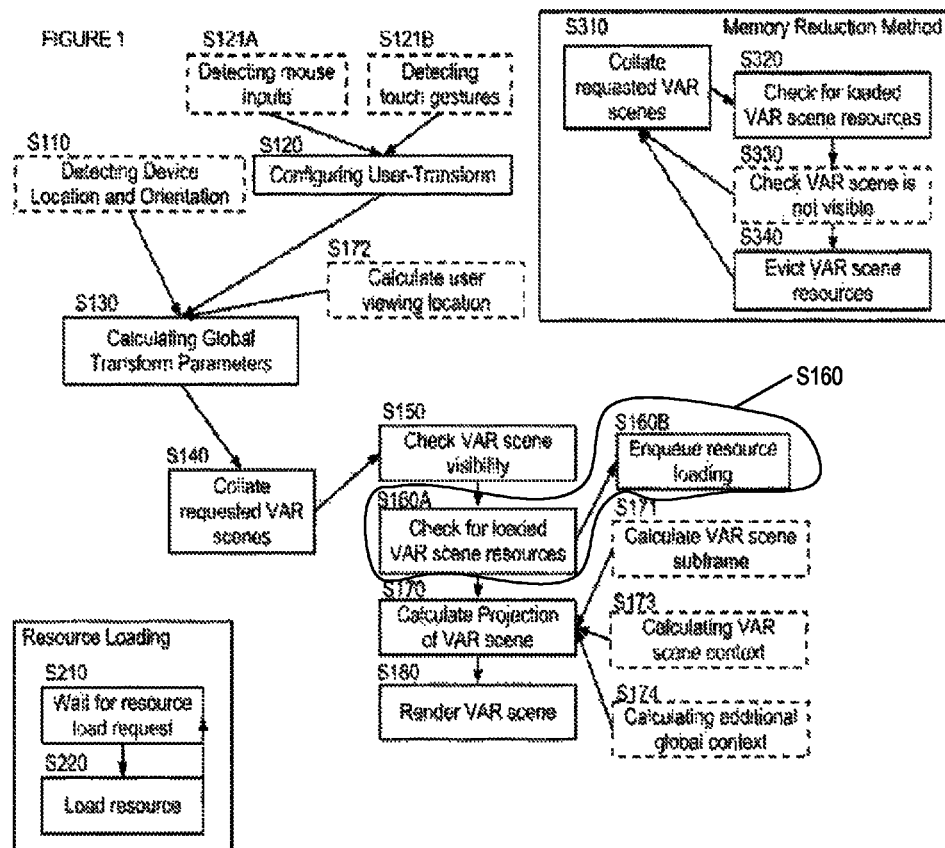 FIGURE 1
S121A
Detecting mouse
inputs
S121B
Detecting
touch gestures
S110
Detecting Device
Location and Orientation
S120
Configuring User-Transform
S172
Calculate user
viewing location
S130
Calculating Global
Transform Parameters
S140
Collate
requested VAR
scenes
S150
Check VAR scene
visibility
S160
S160B
Enqueue resource
loading
S160A
Check for loaded
VAR scene resources
S171
Calculate VAR scene
subframe
S170
Calculate Projection
of VAR scene
S173
Calculating VAR
scene context
S180
Render VAR scene
S174
Calculating additional
global context
Memory Reduction Method
S310
Collate
requested VAR
scenes
S320
Check for loaded
VAR scene resources
S330
Check VAR scene is
not visible
S340
Evict VAR scene
resources
Resource Loading
S210
Wait for resource
load request
S220
Load resource